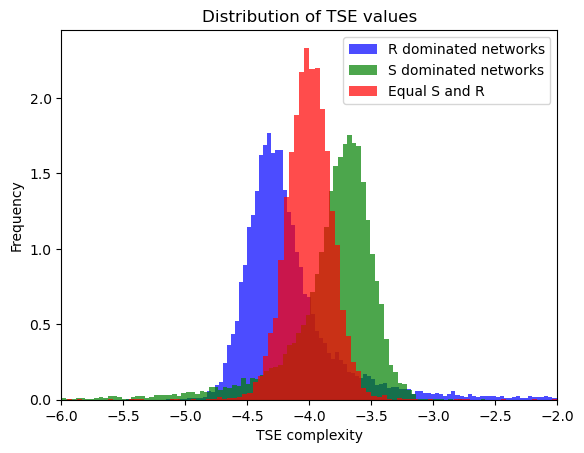 Distribution of TSE values
R dominated networks
S dominated networks
Equal S and R
Frequency
2.0
1.5
1.0
0.5
0.0
−6.0 −5.5 −5.0 −4.5 −4.0 −3.5 −3.0 −2.5 −2.0
TSE complexity